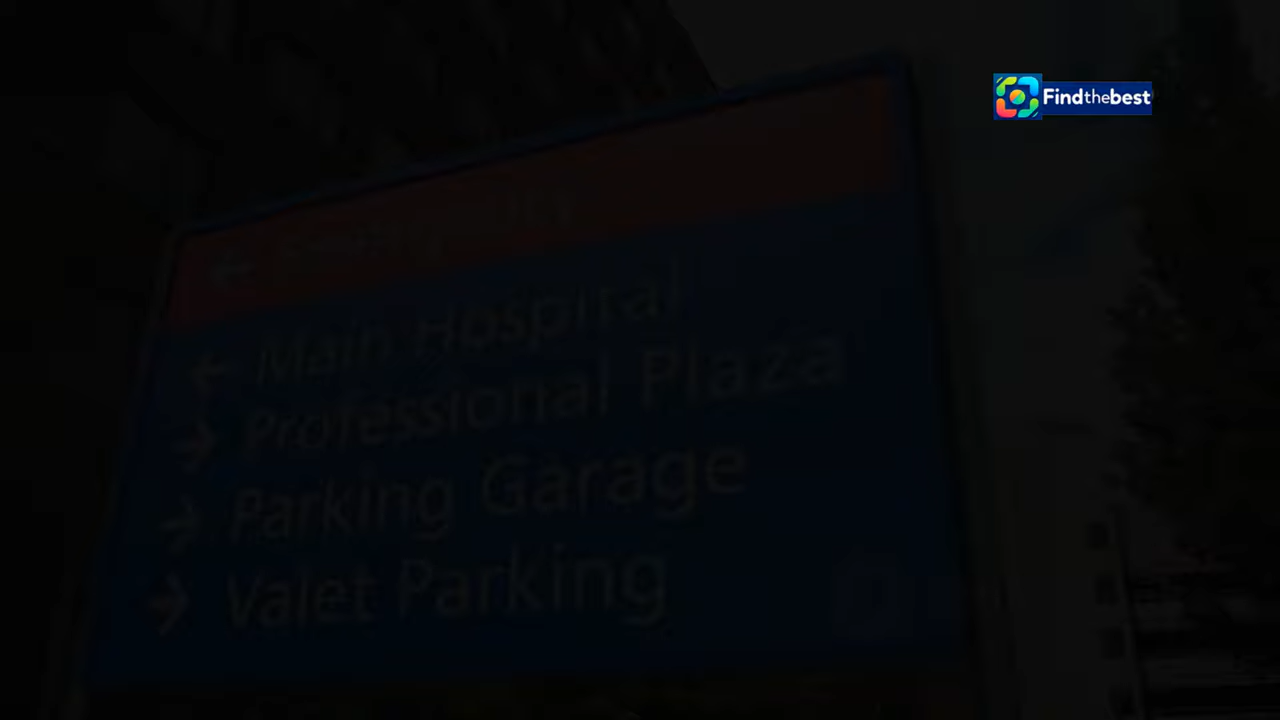 Findthebest
Main Hospital
Professional Plaza
Parking Garage
Valet Parking